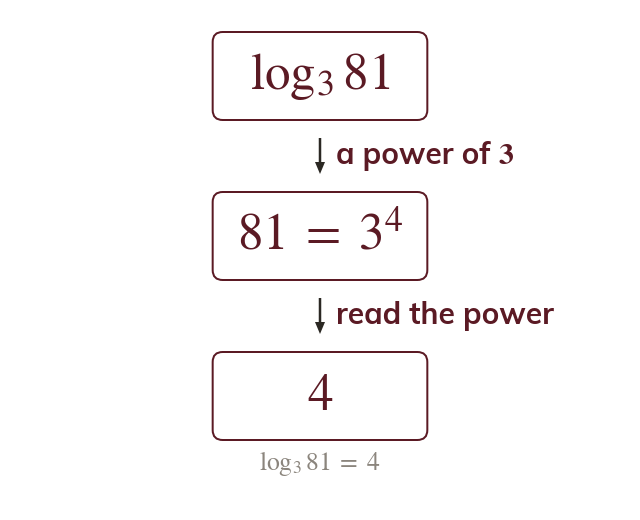 log₃ 81
a power of 3
81 = 3⁴
read the power
4
log₃ 81 = 4